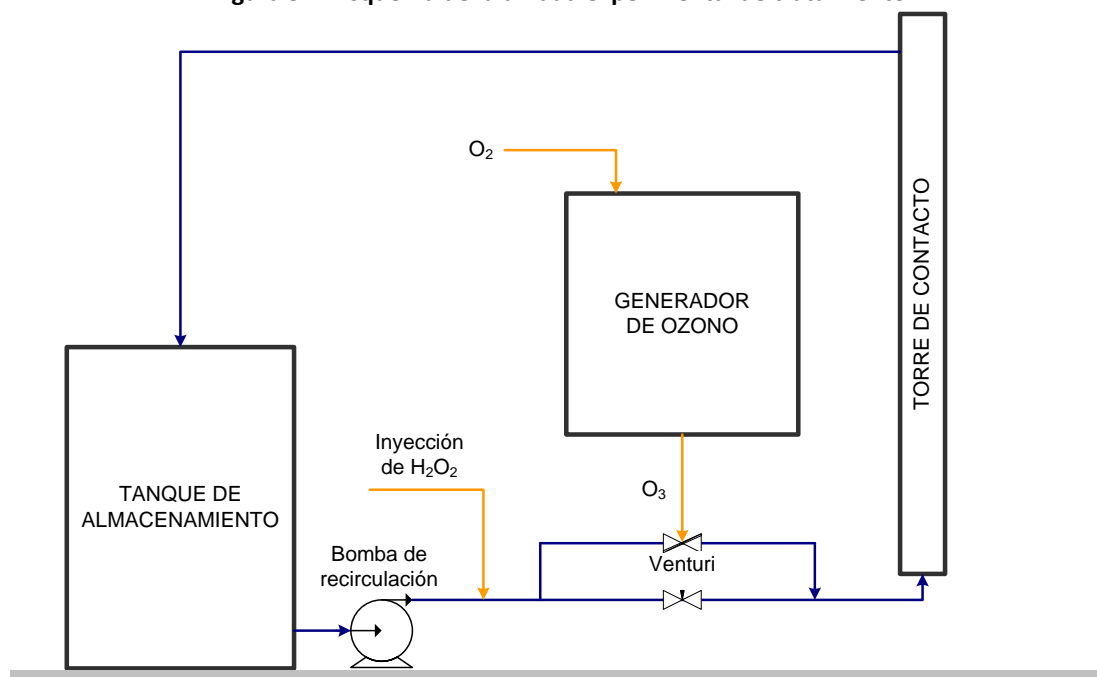 O₂
TORRE DE CONTACTO
GENERADOR
DE OZONO
Inyección
de H₂O₂
O₃
TANQUE DE
ALMACENAMIENTO
Bomba de
recirculación
Venturi